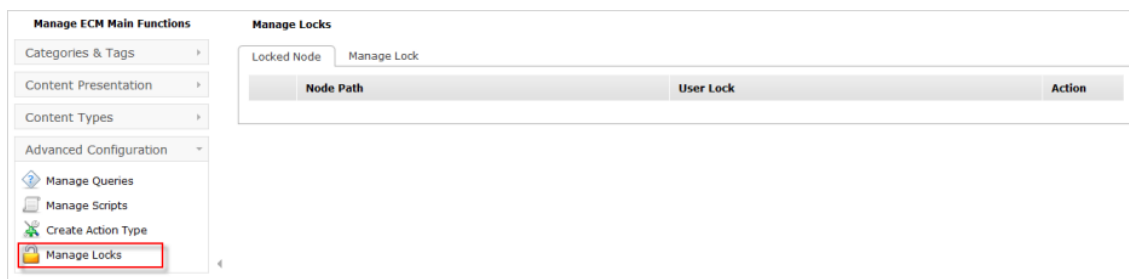 Manage ECM Main Functions
Categories & Tags
Content Presentation
Content Types
Advanced Configuration
Manage Queries
Manage Scripts
Create Action Type
Manage Locks
Manage Locks
Locked Node Manage Lock
Node Path User Lock Action